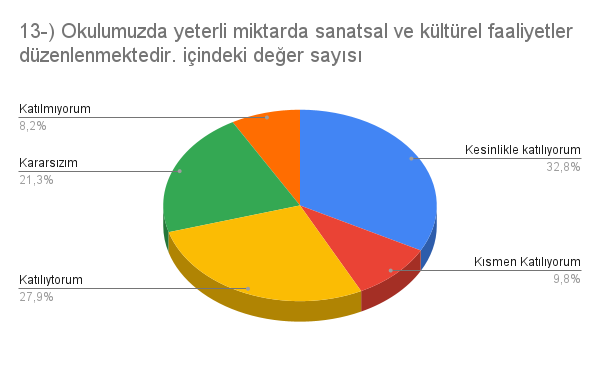 13-) Okulumuzda yeterli miktarda sanatsal ve kültürel faaliyetler
düzenlenmektedir. içindeki değer sayısı
Katılmıyorum
8,2%
Kararsızım
21,3%
Katılıytorum
27,9%
Kesinlikle katılıyorum
32,8%
Kısmen Katılıyorum
9,8%